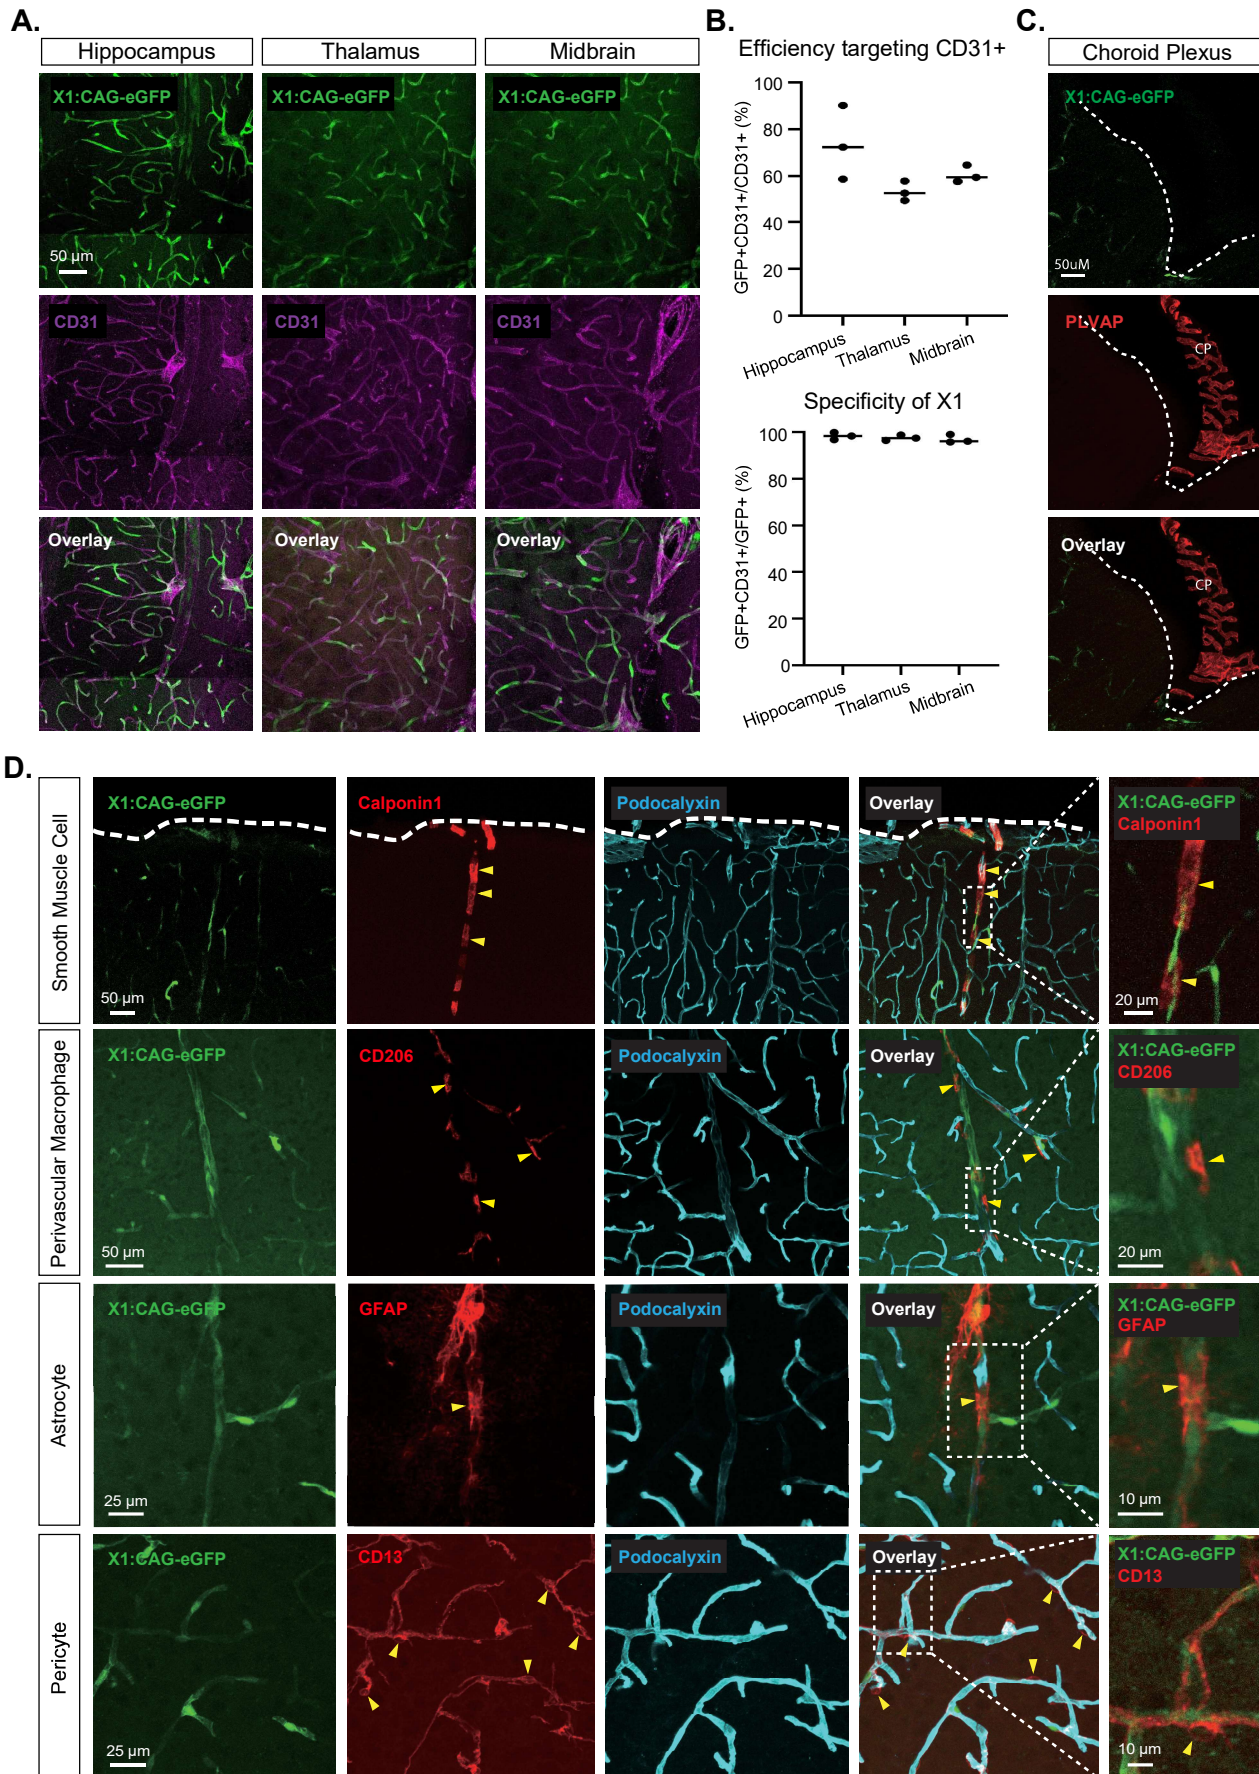 A.
Hippocampus
Thalamus
Midbrain
X1:CAG-eGFP
X1:CAG-eGFP
X1:CAG-eGFP
50 µm
CD31
CD31
CD31
Overlay
Overlay
Overlay
B.
Efficiency targeting CD31+
GFP+CD31+/CD31+ (%)
100
80
60
40
20
0
Hippocampus
Thalamus
Midbrain
Specificity of X1
GFP+CD31+/GFP+ (%)
100
80
60
40
20
0
Hippocampus
Thalamus
Midbrain
C.
Choroid Plexus
X1:CAG-eGFP
50uM
PLVAP
CP
Overlay
CP
D.
Smooth Muscle Cell
X1:CAG-eGFP
50 µm
Calponin1
Podocalyxin
Overlay
X1:CAG-eGFP
Calponin1
20 µm
Perivascular Macrophage
X1:CAG-eGFP
50 µm
CD206
Podocalyxin
Overlay
X1:CAG-eGFP
CD206
20 µm
Astrocyte
X1:CAG-eGFP
25 µm
GFAP
Podocalyxin
Overlay
X1:CAG-eGFP
GFAP
10 µm
Pericyte
X1:CAG-eGFP
25 µm
CD13
Podocalyxin
Overlay
X1:CAG-eGFP
CD13
10 µm